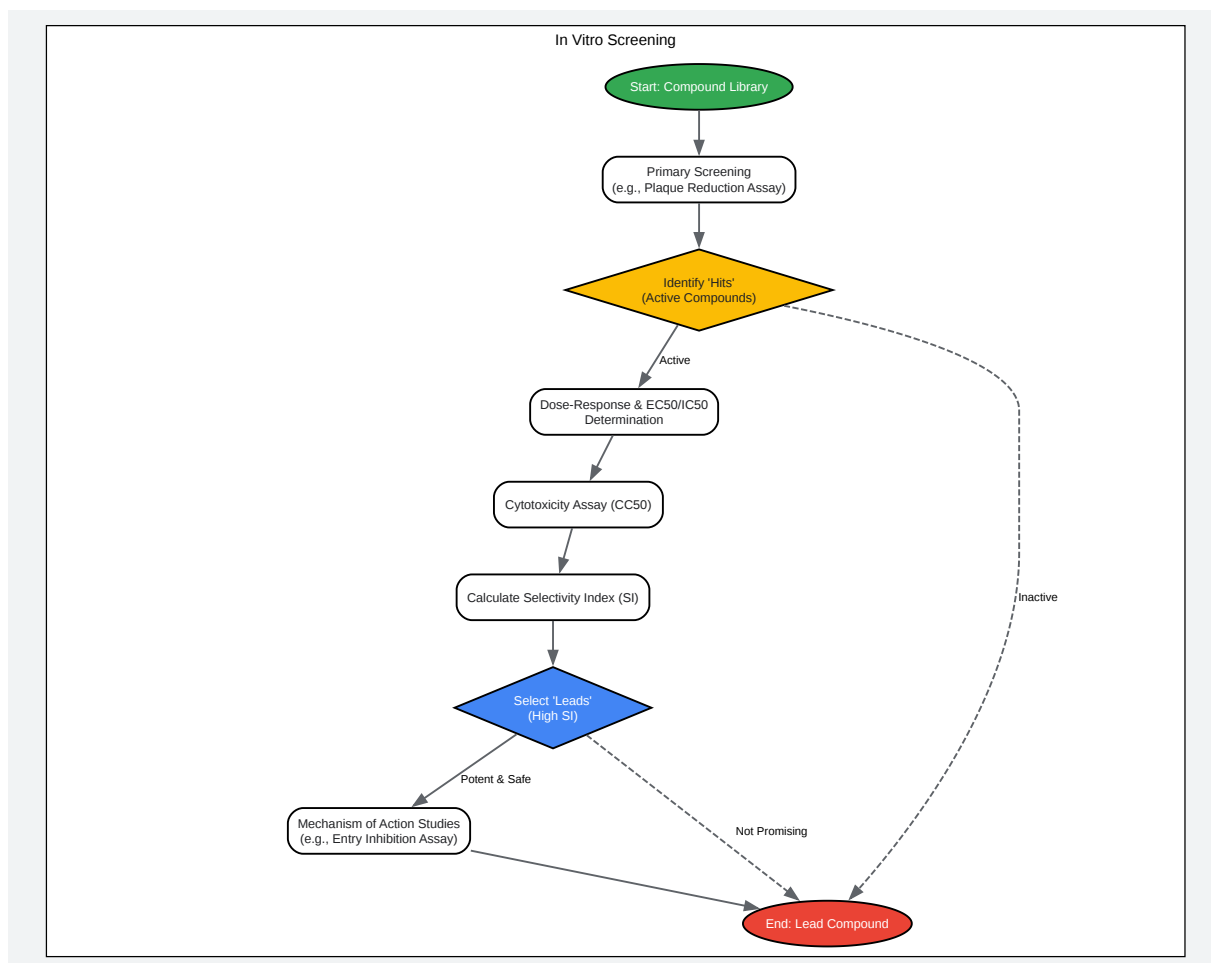 In Vitro Screening
Start: Compound Library
Primary Screening
(e.g., Plaque Reduction Assay)
Identify 'Hits'
(Active Compounds)
Active
Dose-Response & EC50/IC50
Determination
Cytotoxicity Assay (CC50)
Calculate Selectivity Index (SI)
Inactive
Select 'Leads'
(High SI)
Potent & Safe
Mechanism of Action Studies
(e.g., Entry Inhibition Assay)
Not Promising
End: Lead Compound